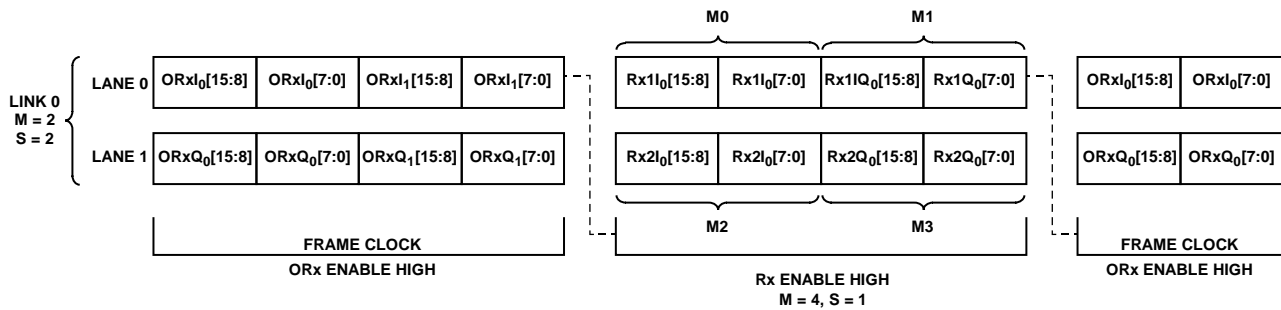 M0 M1
LANE 0 ORxI0[15:8] ORxI0[7:0] ORxI1[15:8] ORxI1[7:0] Rx1I0[15:8] Rx1I0[7:0] Rx1IQ0[15:8] Rx1Q0[7:0] ORxI0[15:8] ORxI0[7:0]
LINK 0
M = 2
S = 2
LANE 1 ORxQ0[15:8] ORxQ0[7:0] ORxQ1[15:8] ORxQ1[7:0] Rx2I0[15:8] Rx2I0[7:0] Rx2Q0[15:8] Rx2Q0[7:0] ORxQ0[15:8] ORxQ0[7:0]
M2 M3
FRAME CLOCK FRAME CLOCK
ORx ENABLE HIGH ORx ENABLE HIGH
Rx ENABLE HIGH
M = 4, S = 1